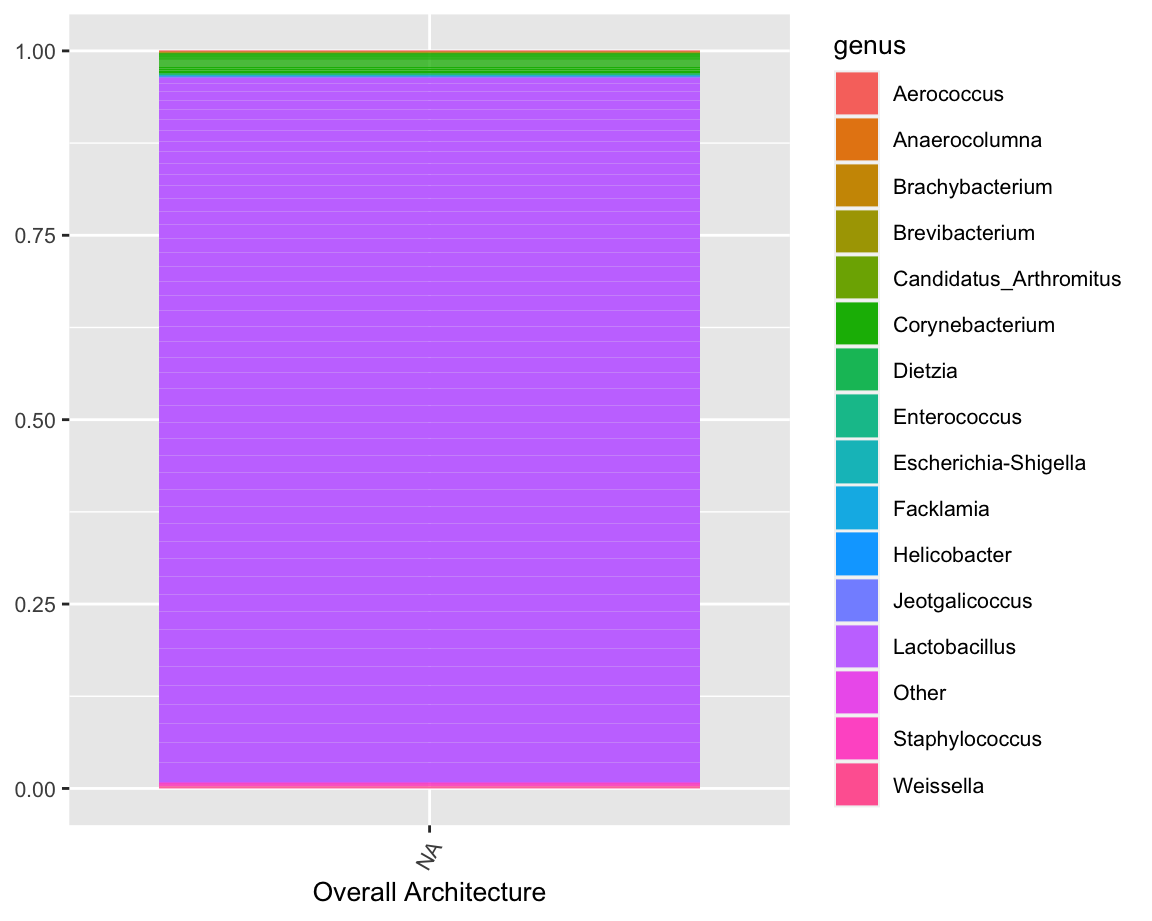 1.00
0.75
0.50
0.25
0.00
NA
Overall Architecture
genus
Aerococcus
Anaerocolumna
Brachybacterium
Brevibacterium
Candidatus_Arthromitus
Corynebacterium
Dietzia
Enterococcus
Escherichia-Shigella
Facklamia
Helicobacter
Jeotgalicoccus
Lactobacillus
Other
Staphylococcus
Weissella